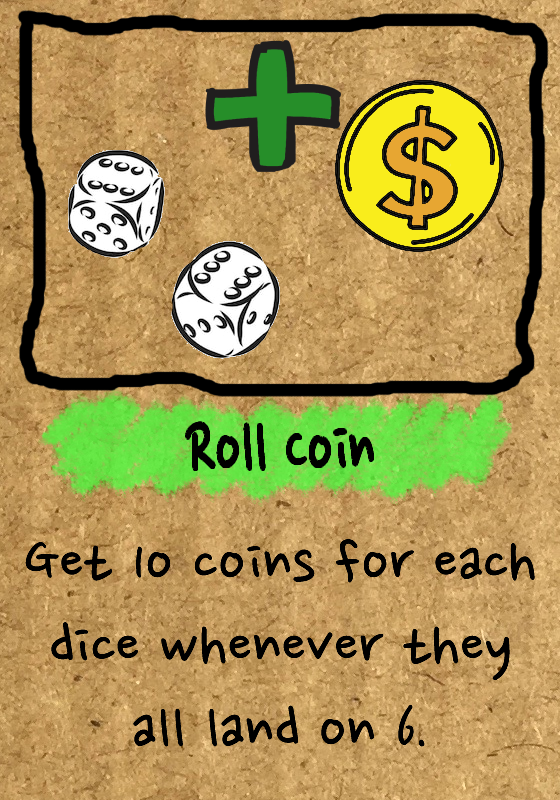 $
Roll coin
Get 10 coins for each
dice whenever they
all land on 6.